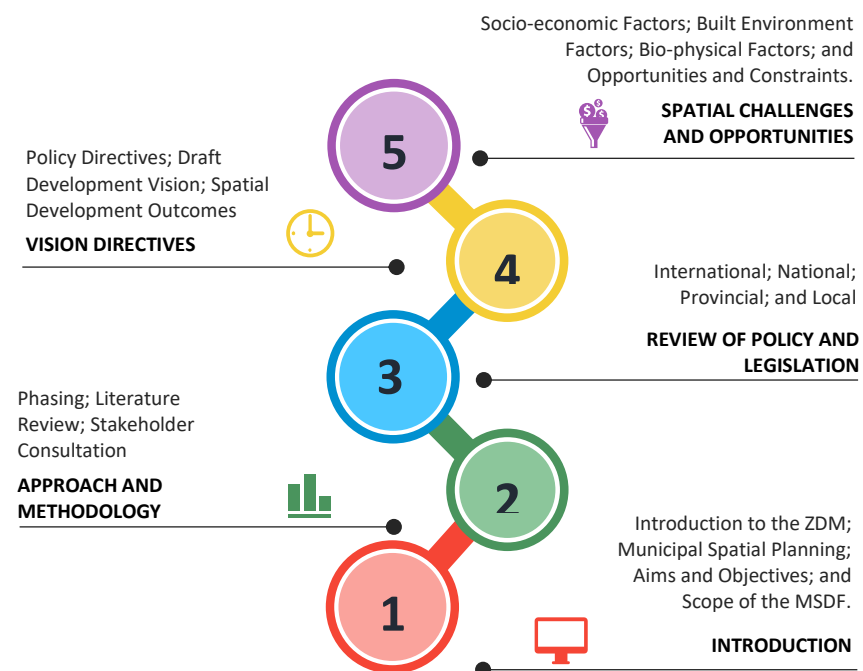 Socio-economic Factors; Built Environment
Factors; Bio-physical Factors; and
Opportunities and Constraints.
SPATIAL CHALLENGES
AND OPPORTUNITIES
5
Policy Directives; Draft
Development Vision; Spatial
Development Outcomes
VISION DIRECTIVES
4
International; National;
Provincial; and Local
REVIEW OF POLICY AND
LEGISLATION
3
Phasing; Literature
Review; Stakeholder
Consultation
APPROACH AND
METHODOLOGY
2
Introduction to the ZDM;
Municipal Spatial Planning;
Aims and Objectives; and
Scope of the MSDF.
INTRODUCTION
1